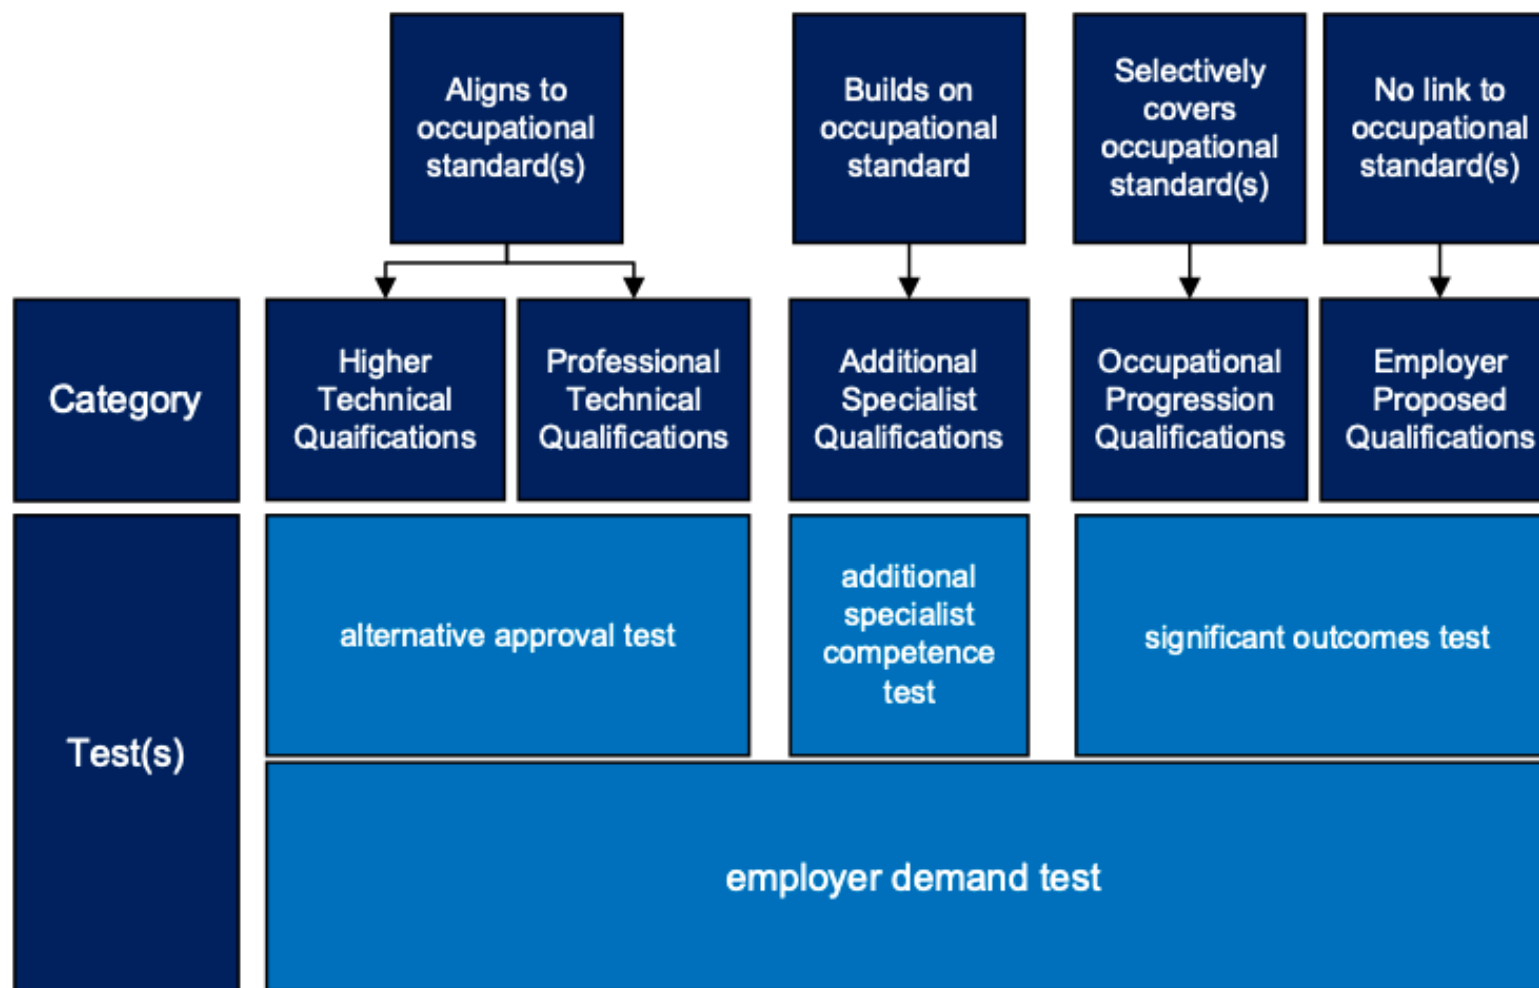 Aligns to
occupational
standard(s)
Builds on
occupational
standard
Selectively
covers
occupational
standard(s)
No link to
occupational
standard(s)
Category
Higher
Technical
Quaifications
Professional
Technical
Qualifications
Additional
Specialist
Qualifications
Occupational
Progression
Qualifications
Employer
Proposed
Qualifications
Test(s)
alternative approval test
additional
specialist
competence
test
significant outcomes test
employer demand test